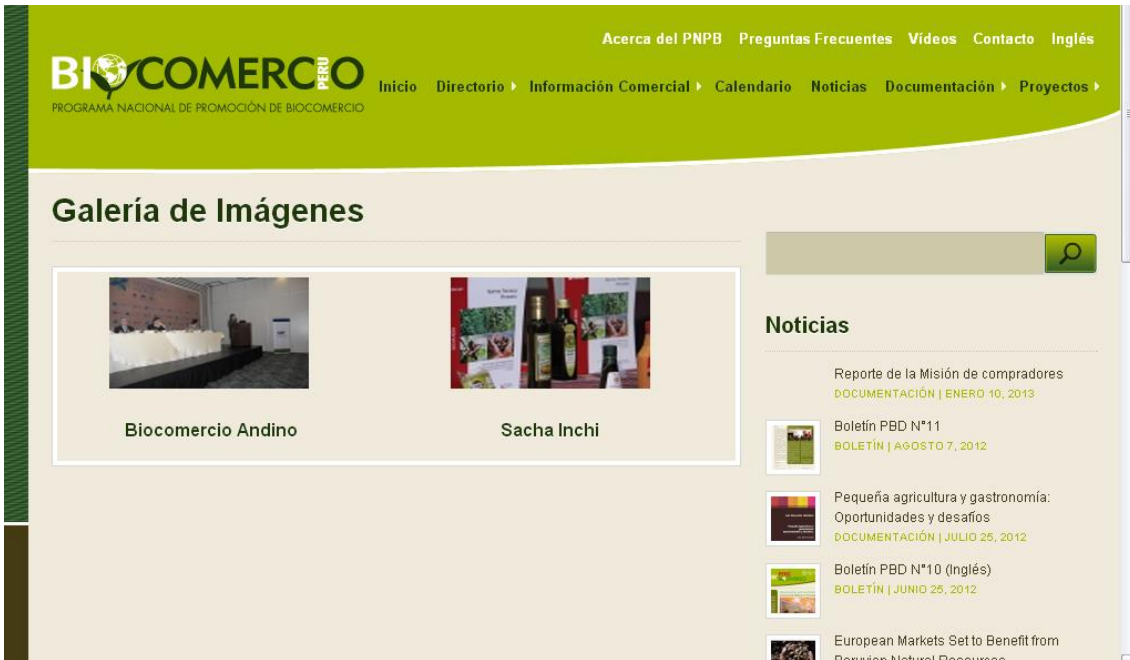 Acerca del PNPB Preguntas Frecuentes Vídeos Contacto Inglés
BIOCOMERCIO PERU
PROGRAMA NACIONAL DE PROMOCIÓN DE BIOCOMERCIO
Inicio Directorio Información Comercial Calendario Noticias Documentación Proyectos
Galería de Imágenes
Biocomercio Andino
Sacha Inchi
Noticias
Reporte de la Misión de compradores
DOCUMENTACIÓN | ENERO 10, 2013
Boletín PBD N°11
BOLETÍN | AGOSTO 7, 2012
Pequeña agricultura y gastronomía:
Oportunidades y desafíos
DOCUMENTACIÓN | JULIO 25, 2012
Boletín PBD N°10 (Inglés)
BOLETÍN | JUNIO 25, 2012
European Markets Set to Benefit from
Peruvian Natural Resources